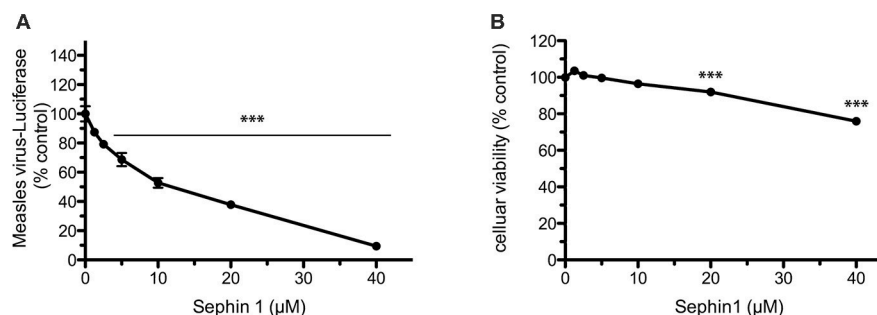 A
Measles virus-Luciferase
(% control)
140
120
100
80
60
40
20
0
***
0 10 20 30 40
Sephin 1 (µM)
B
celluar viability (% control)
120
100
80
60
40
20
0
***
***
0 10 20 30 40
Sephin1 (µM)